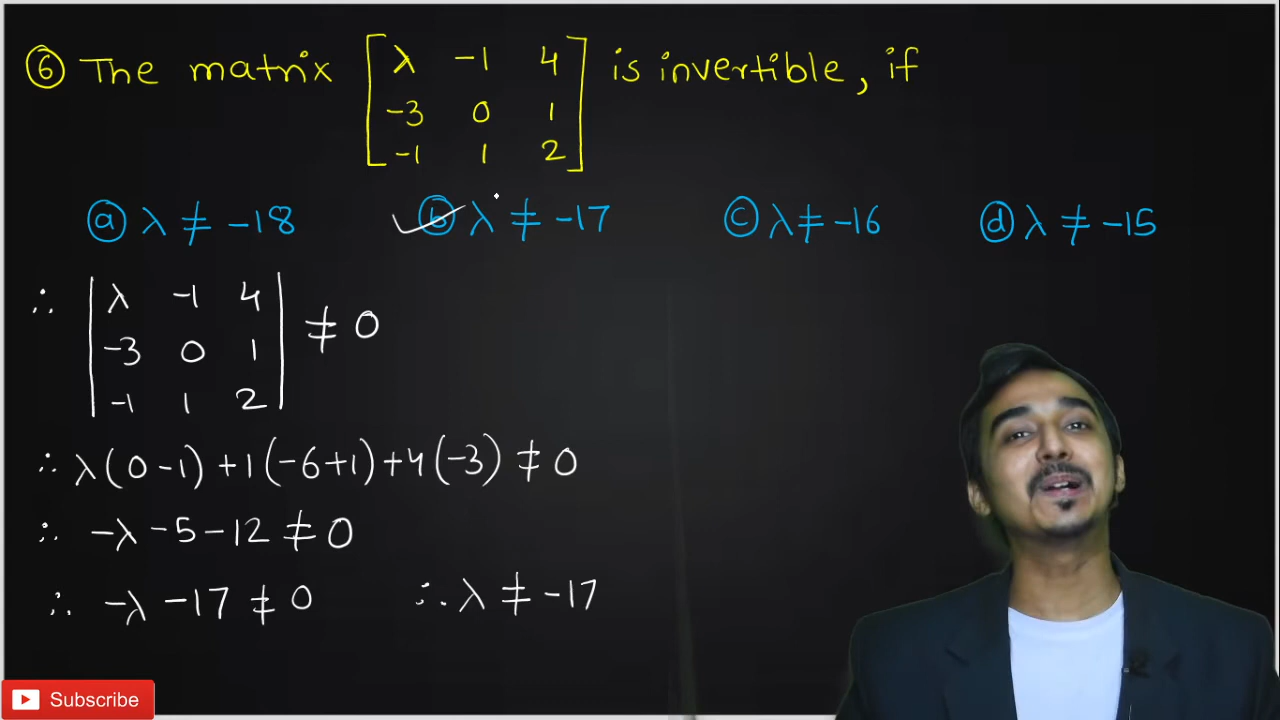 ⑥ The matrix [λ -1 4 is invertible, if
-3 0 1
-1 1 2]
ⓐ λ ≠ -18 ⓑ λ ≠ -17 ⓒ λ ≠ -16 ⓓ λ ≠ -15
∴ |λ -1 4
-3 0 1 ≠ 0
-1 1 2|
∴ λ(0-1)+1(-6+1)+4(-3) ≠ 0
∴ -λ-5-12 ≠ 0
∴ -λ-17 ≠ 0 ∴ λ ≠ -17
Subscribe